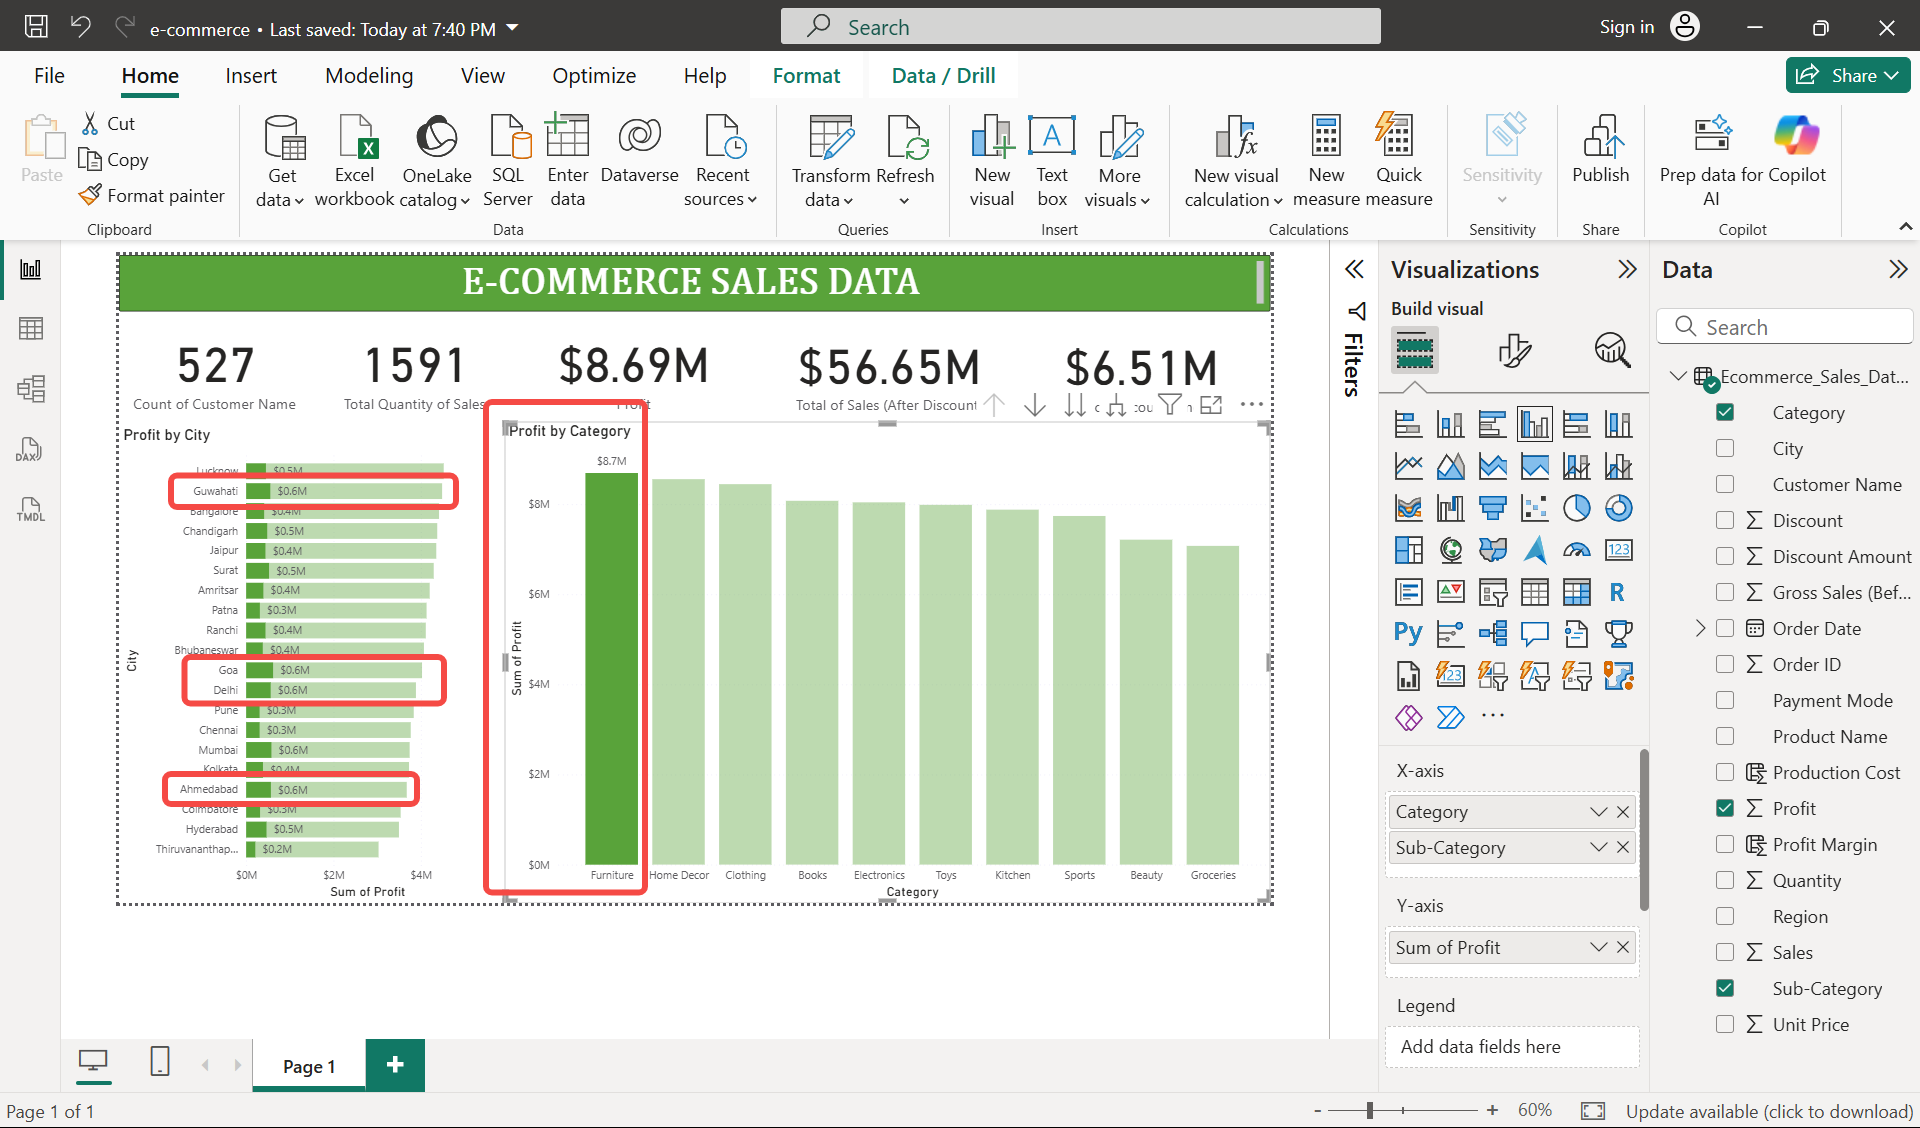 e-commerce • Last saved: Today at 7:40 PM
Search
Sign in
File
Home
Insert
Modeling
View
Optimize
Help
Format
Data / Drill
Share
Paste
Cut
Copy
Format painter
Clipboard
Get data
Excel workbook
OneLake catalog
SQL Server
Enter data
Dataverse
Recent sources
Data
Transform data
Refresh
Queries
New visual
Text box
More visuals
Insert
New visual calculation
New measure
Quick measure
Calculations
Sensitivity
Sensitivity
Publish
Share
Prep data for AI
Copilot
Copilot
DAX
TMDL
E-COMMERCE SALES DATA
527
Count of Customer Name
1591
Total Quantity of Sales
$8.69M
Profit
$56.65M
Total of Sales (After Discount
$6.51M
Profit by City
City
Lucknow $0.5M
Guwahati $0.6M
Bangalore $0.4M
Chandigarh $0.5M
Jaipur $0.4M
Surat $0.5M
Amritsar $0.4M
Patna $0.3M
Ranchi $0.4M
Bhubaneswar $0.4M
Goa $0.6M
Delhi $0.6M
Pune $0.3M
Chennai $0.3M
Mumbai $0.6M
Kolkata $0.4M
Ahmedabad $0.6M
Coimbatore $0.3M
Hyderabad $0.5M
Thiruvananthap... $0.2M
$0M $2M $4M
Sum of Profit
Profit by Category
$8.7M
Sum of Profit
$8M
$6M
$4M
$2M
$0M
Furniture Home Decor Clothing Books Electronics Toys Kitchen Sports Beauty Groceries
Category
Filters
Visualizations
Build visual
123
R
Py
123
X-axis
Category
Sub-Category
Y-axis
Sum of Profit
Legend
Add data fields here
Data
Search
Ecommerce_Sales_Dat...
Category
City
Customer Name
Discount
Discount Amount
Gross Sales (Bef...
Order Date
Order ID
Payment Mode
Product Name
Production Cost
Profit
Profit Margin
Quantity
Region
Sales
Sub-Category
Unit Price
Page 1
Page 1 of 1
60%
Update available (click to download)